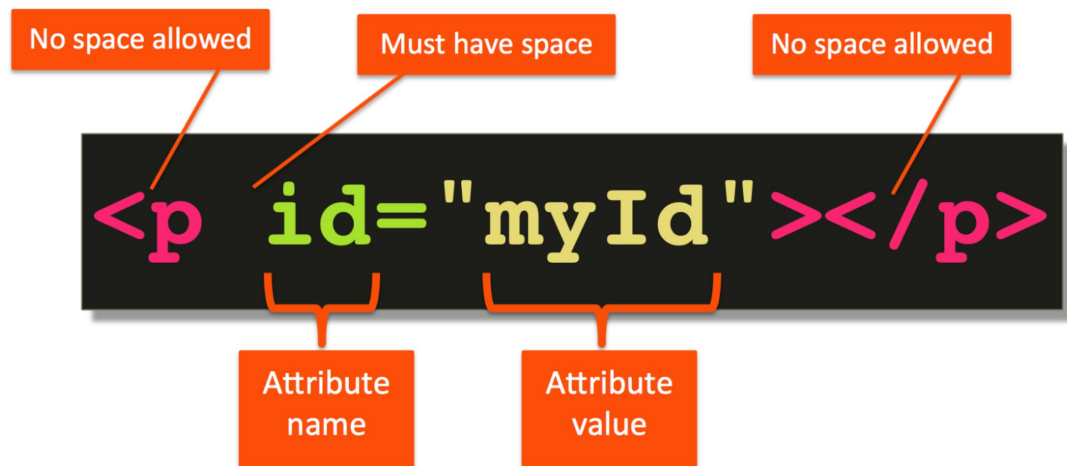 No space allowed
Must have space
No space allowed
<p id="myId"></p>
Attribute
name
Attribute
value